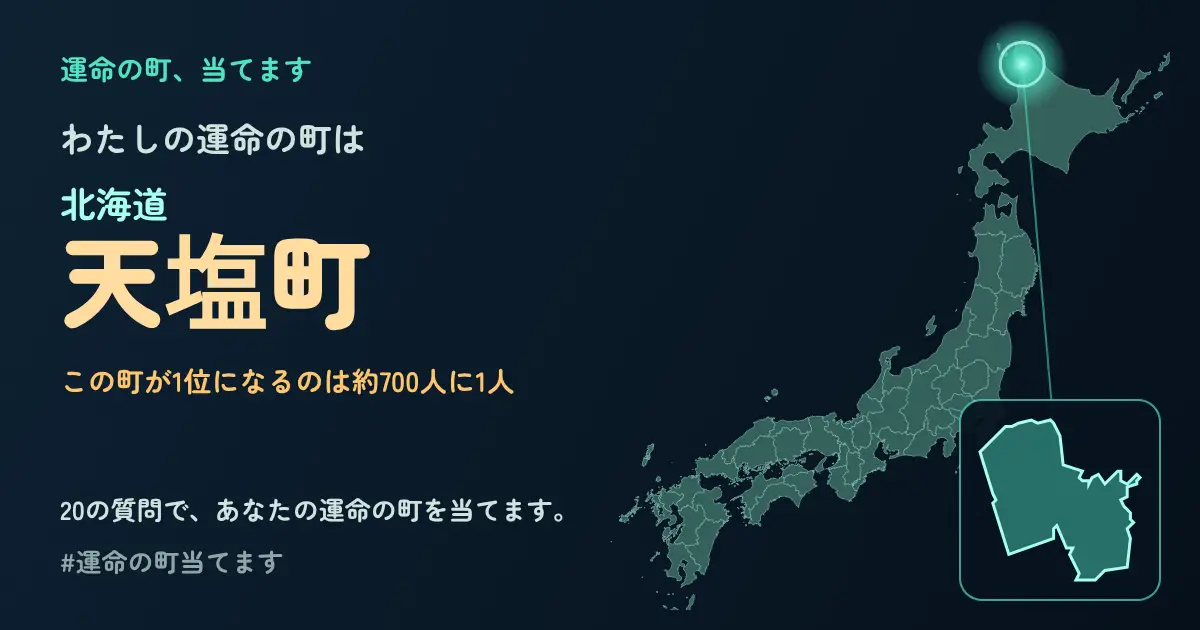 運命の町、当てます
わたしの運命の町は
北海道
天塩町
この町が1位になるのは約700人に1人
20の質問で、あなたの運命の町を当てます。
#運命の町当てます